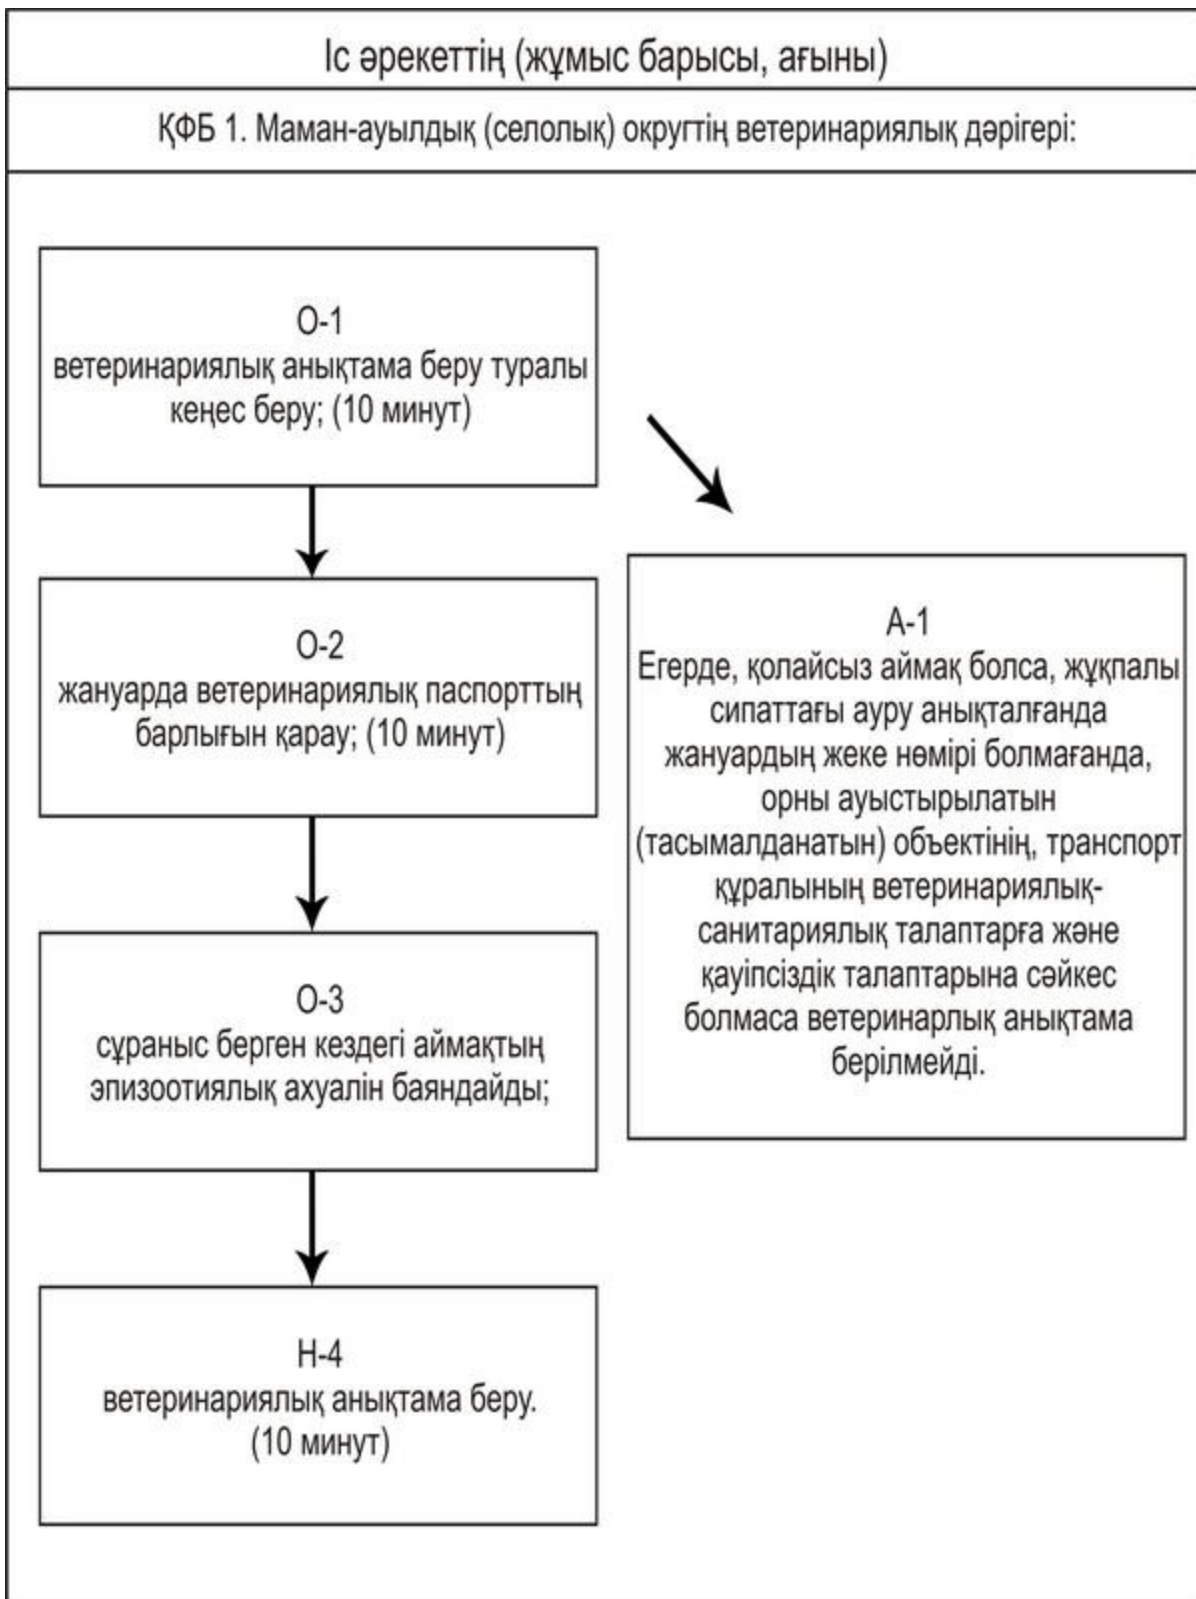 Іс әрекеттің (жұмыс барысы, ағыны)
ҚФБ 1. Маман-ауылдық (селолық) округтің ветеринариялық дәрігері:
О-1
ветеринариялық анықтама беру туралы
кеңес беру; (10 минут)
О-2
жануарда ветеринариялық паспорттың
барлығын қарау; (10 минут)
О-3
сұраныс берген кездегі аймақтың
эпизоотиялық ахуалін баяндайды;
Н-4
ветеринариялық анықтама беру.
(10 минут)
А-1
Егерде, қолайсыз аймақ болса, жұқпалы
сипаттағы ауру анықталғанда
жануардың жеке нөмірі болмағанда,
орны ауыстырылатын
(тасымалданатын) объектінің, транспорт
құралының ветеринариялық-
санитариялық талаптарға және
қауіпсіздік талаптарына сәйкес
болмаса ветеринарлық анықтама
берілмейді.